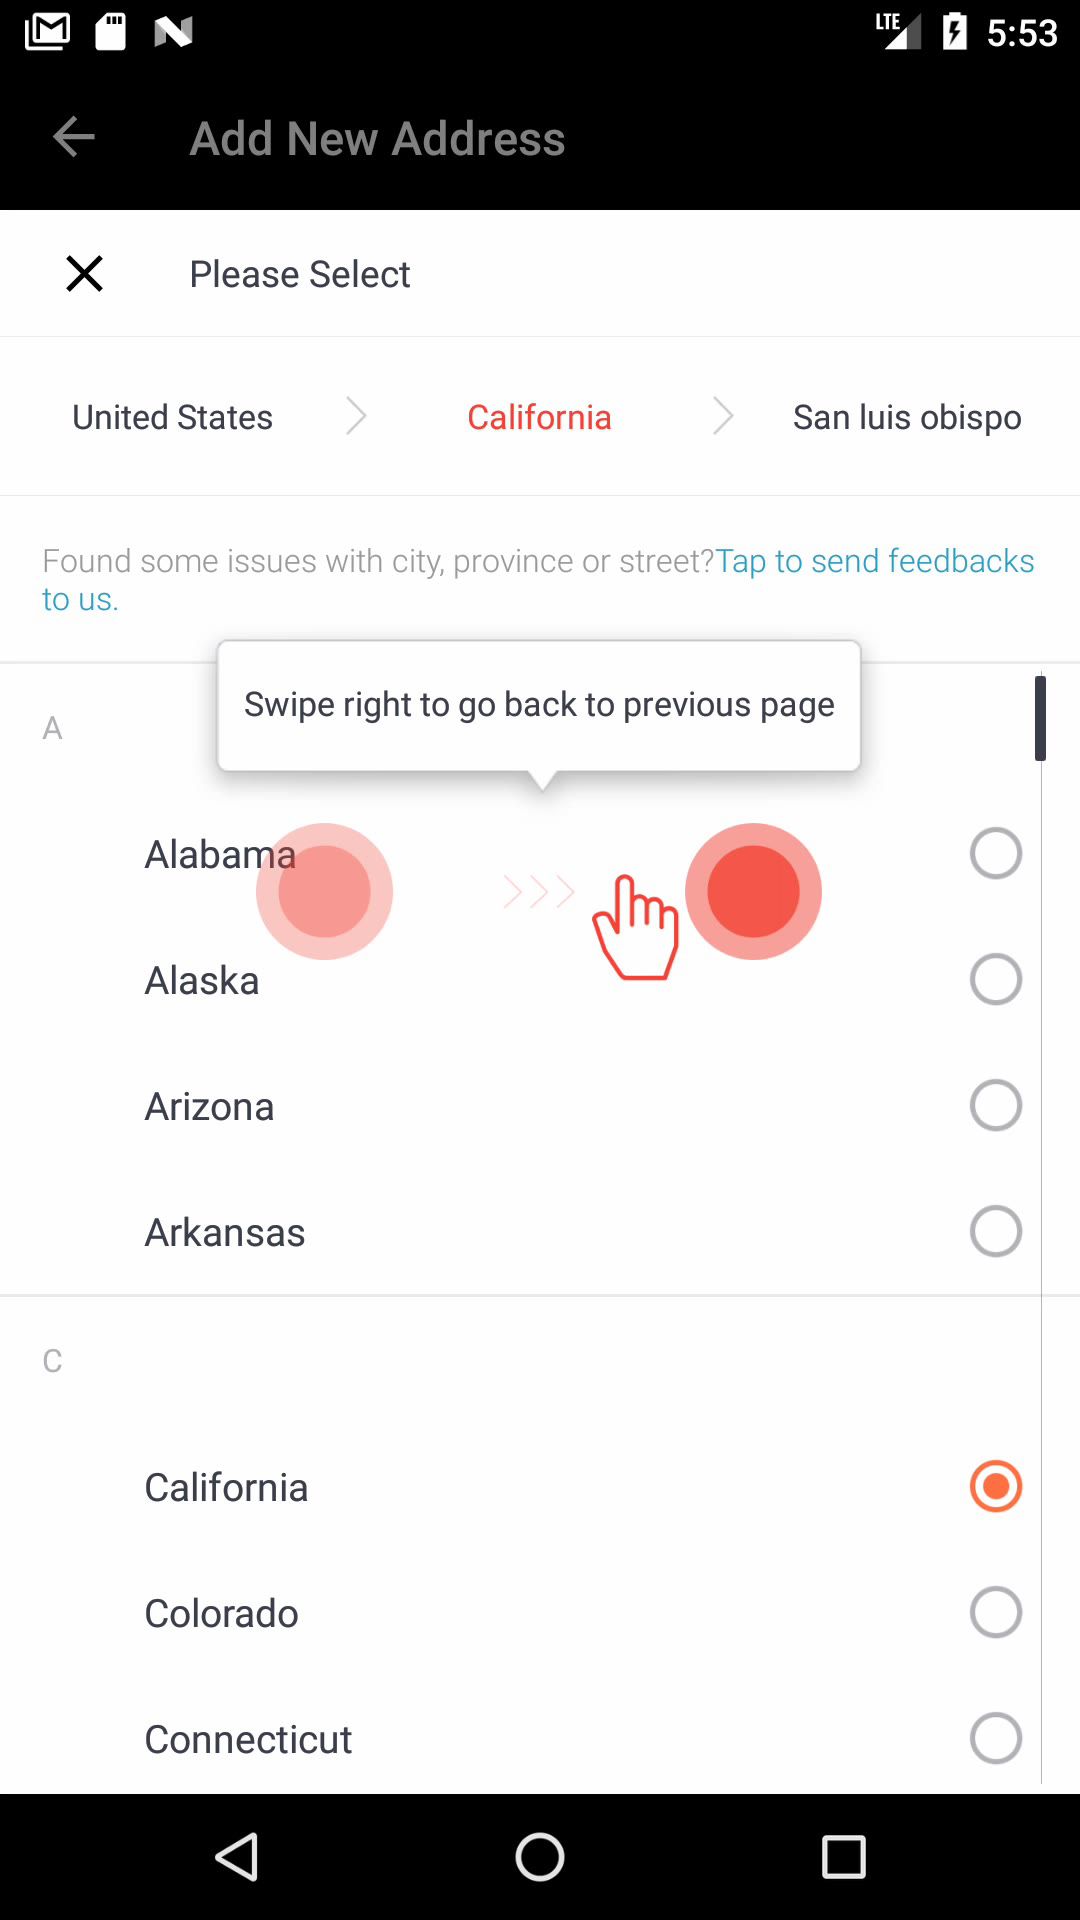 LTE 5:53
Add New Address
Please Select
United States California San luis obispo
Found some issues with city, province or street?Tap to send feedbacks
to us.
Swipe right to go back to previous page
A
Alabama
Alaska
Arizona
Arkansas
C
California
Colorado
Connecticut